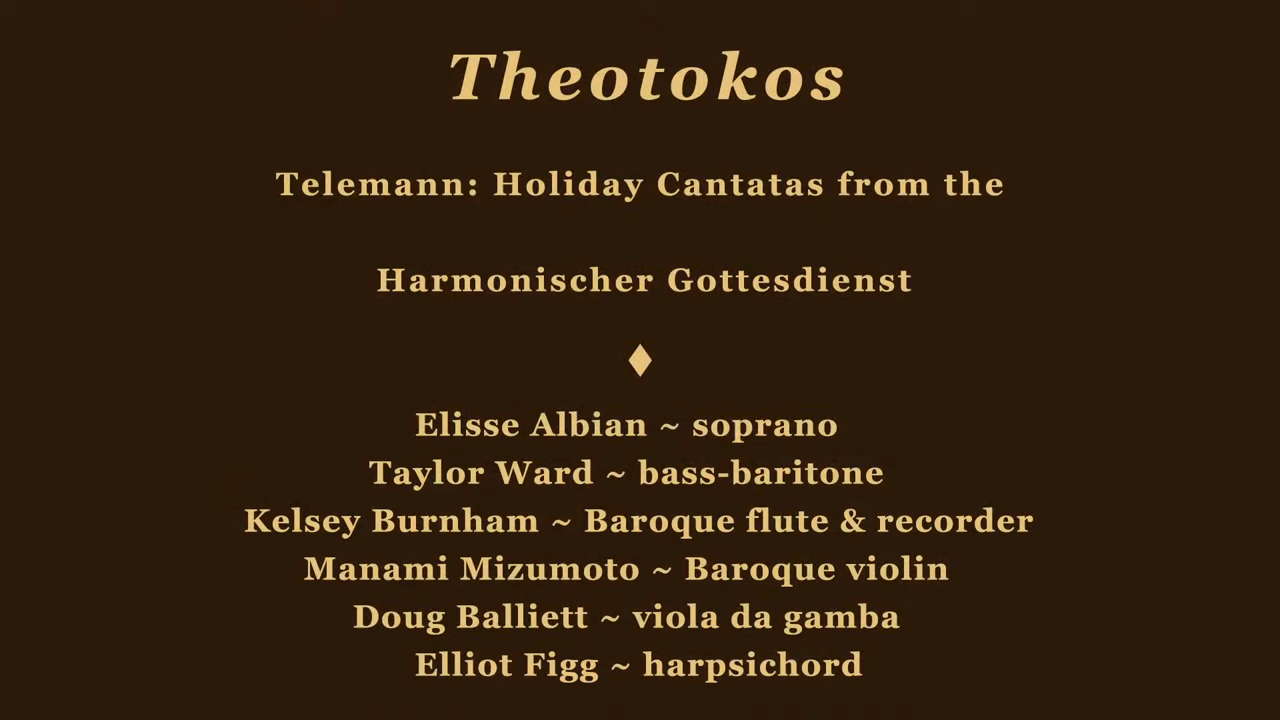 Theotokos
Telemann: Holiday Cantatas from the
Harmonischer Gottesdienst
Elisse Albian ~ soprano
Taylor Ward ~ bass-baritone
Kelsey Burnham ~ Baroque flute & recorder
Manami Mizumoto ~ Baroque violin
Doug Balliett ~ viola da gamba
Elliot Figg ~ harpsichord